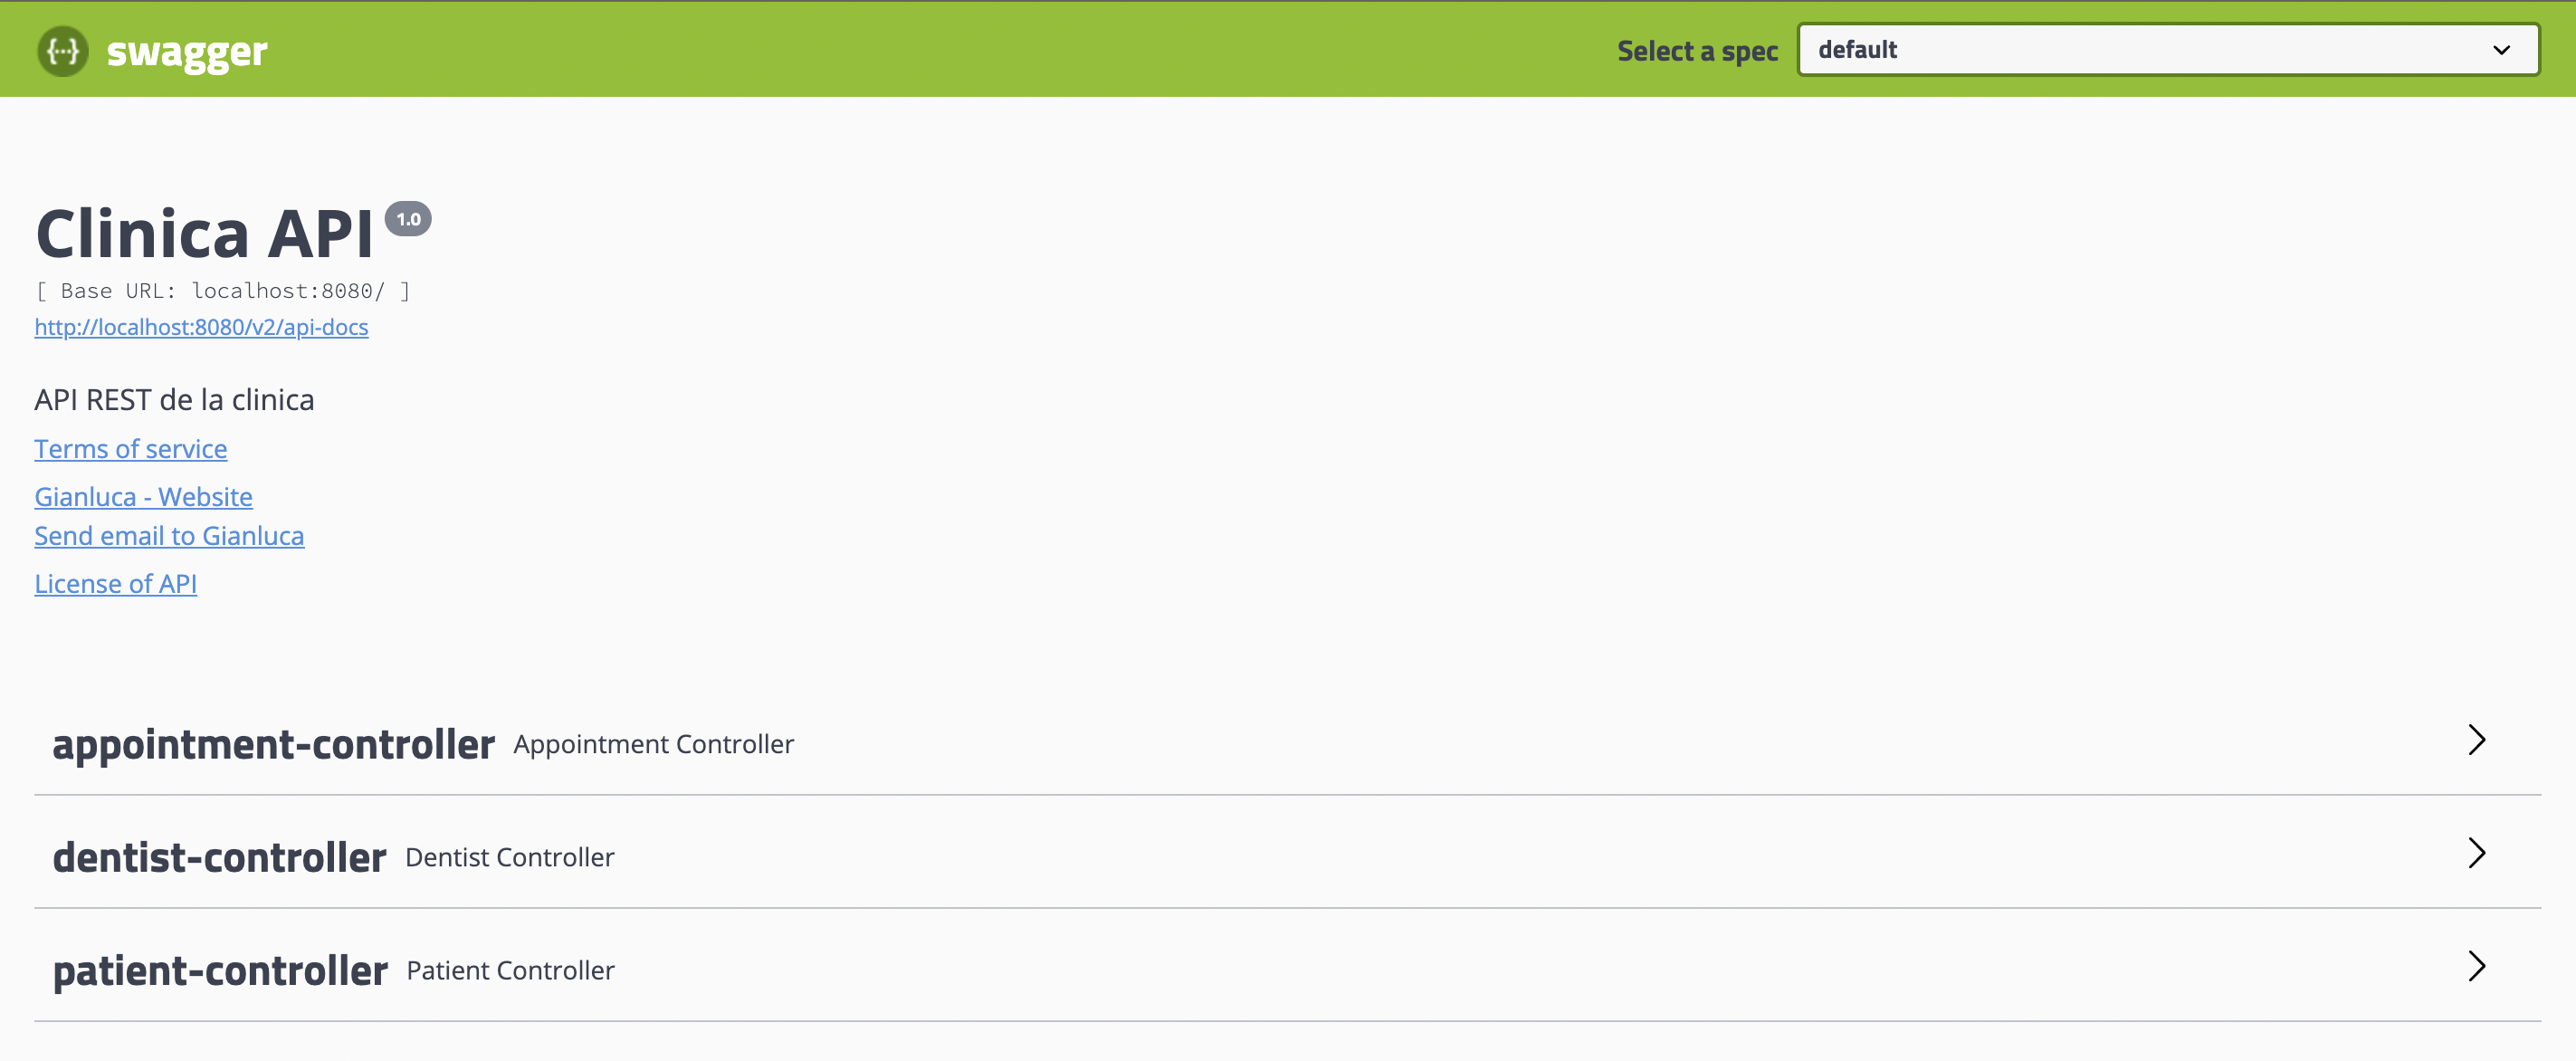 {···} swagger
Select a spec default
Clinica API 1.0
[ Base URL: localhost:8080/ ]
http://localhost:8080/v2/api-docs
API REST de la clinica
Terms of service
Gianluca - Website
Send email to Gianluca
License of API
appointment-controller Appointment Controller
dentist-controller Dentist Controller
patient-controller Patient Controller